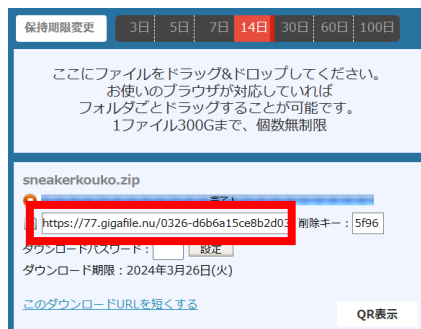 保持期限変更 3日 5日 7日 14日 30日 60日 100日
ここにファイルをドラッグ&ドロップしてください。
お使いのブラウザが対応していれば
フォルダごとドラッグすることが可能です。
1ファイル300Gまで、個数無制限
sneakerkouko.zip
完了!
https://77.gigafile.nu/0326-d6b6a15ce8b2d03 削除キー：5f96
ダウンロードパスワード： 設定
ダウンロード期限：2024年3月26日(火)
このダウンロードURLを短くする
QR表示